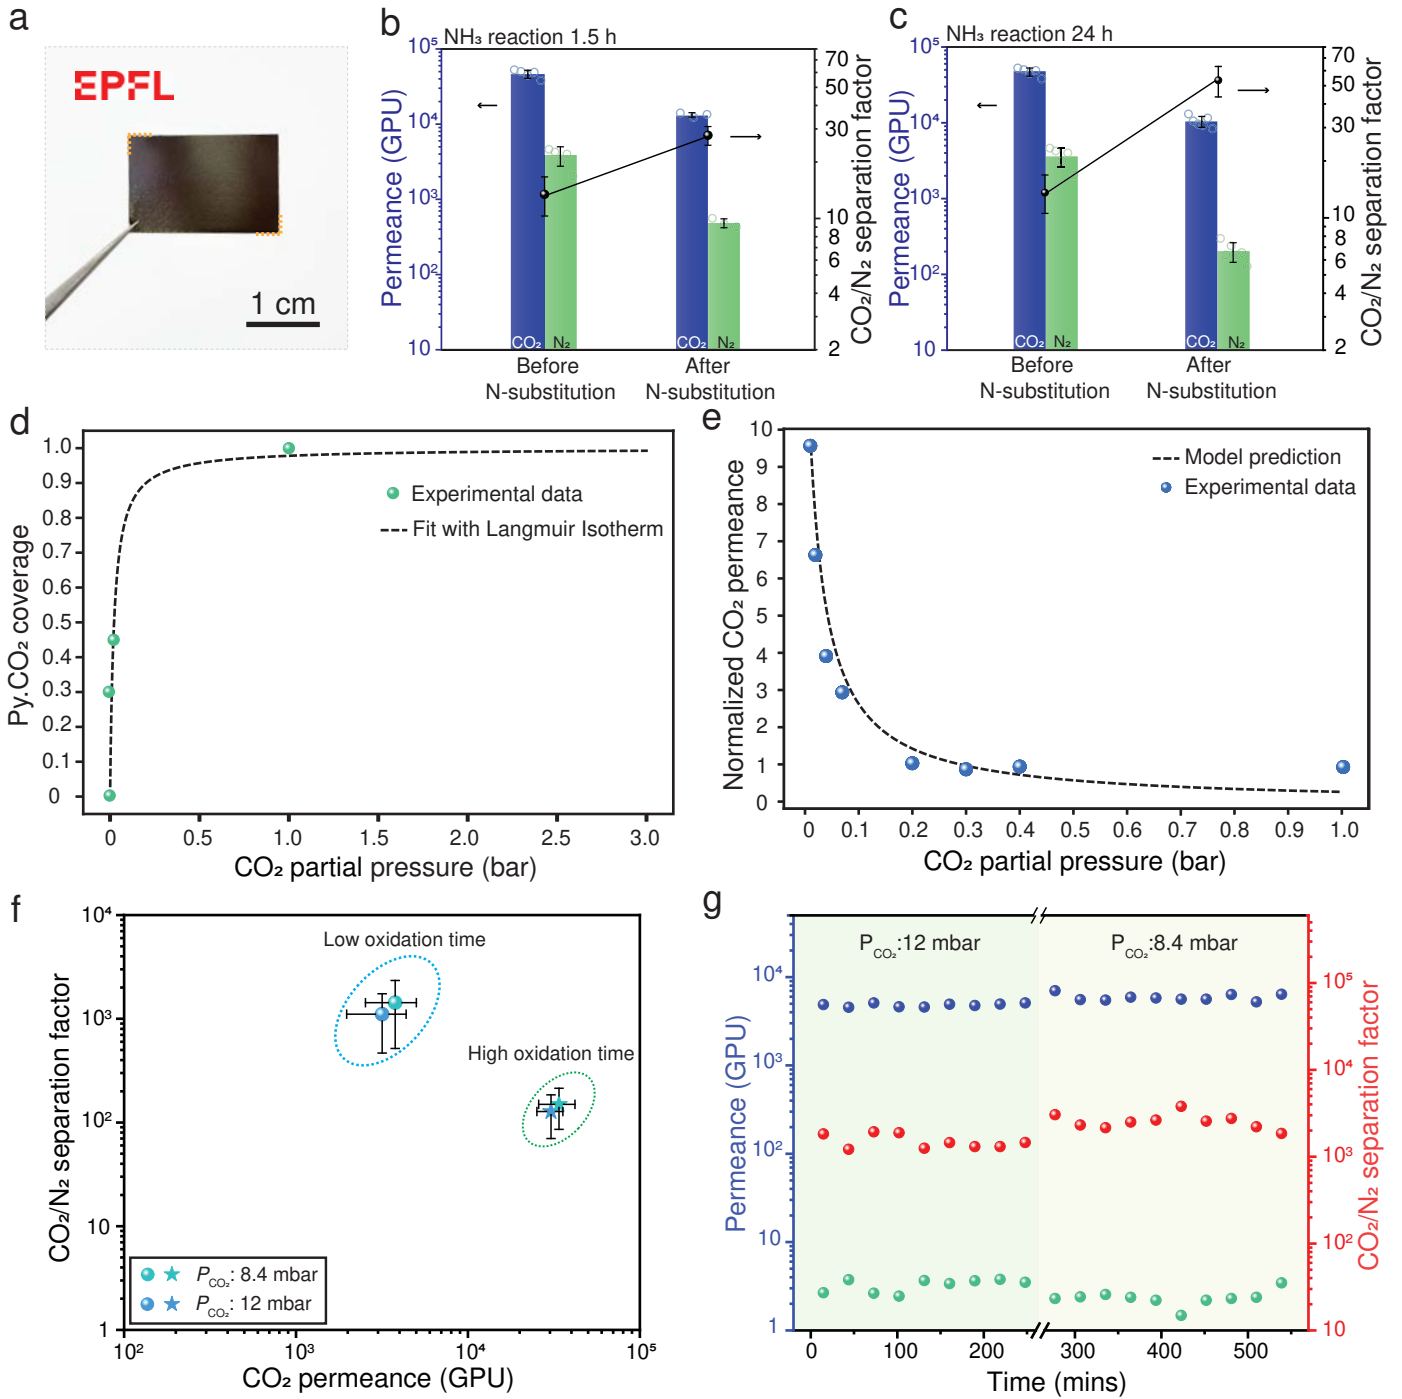 a
EPFL
1 cm
b
NH₃ reaction 1.5 h
Permeance (GPU)
10⁵
10⁴
10³
10²
10
70
50
30
10
8
6
4
2
CO₂/N₂ separation factor
CO₂
N₂
CO₂
N₂
Before
N-substitution
After
N-substitution
c
NH₃ reaction 24 h
Permeance (GPU)
10⁵
10⁴
10³
10²
10
70
50
30
10
8
6
4
2
CO₂/N₂ separation factor
CO₂
N₂
CO₂
N₂
Before
N-substitution
After
N-substitution
d
Py.CO₂ coverage
1.0
0.9
0.8
0.7
0.6
0.5
0.4
0.3
0.2
0.1
0
Experimental data
Fit with Langmuir Isotherm
0
0.5
1.0
1.5
2.0
2.5
3.0
CO₂ partial pressure (bar)
e
Normalized CO₂ permeance
10
9
8
7
6
5
4
3
2
1
0
Model prediction
Experimental data
0
0.1
0.2
0.3
0.4
0.5
0.6
0.7
0.8
0.9
1.0
CO₂ partial pressure (bar)
f
CO₂/N₂ separation factor
10⁴
10³
10²
10
1
Low oxidation time
High oxidation time
P_CO₂: 8.4 mbar
P_CO₂: 12 mbar
10²
10³
10⁴
10⁵
CO₂ permeance (GPU)
g
Permeance (GPU)
10⁴
10³
10²
10
1
P_CO₂:12 mbar
P_CO₂:8.4 mbar
10⁵
10⁴
10³
10²
10
CO₂/N₂ separation factor
0
100
200
300
400
500
Time (mins)